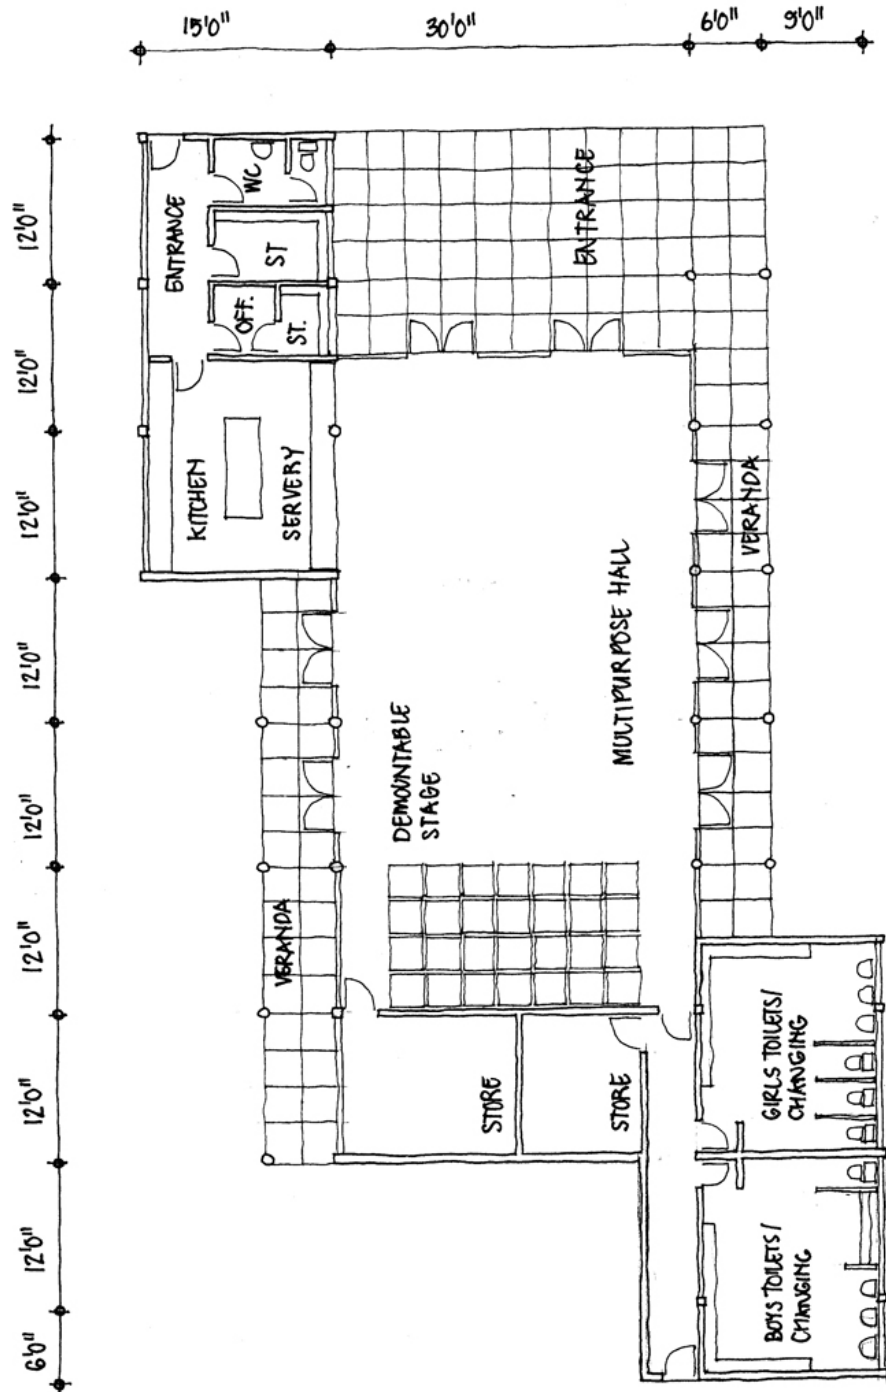 15'0"
30'0"
6'0"
9'0"
12'0"
12'0"
12'0"
12'0"
12'0"
12'0"
12'0"
12'0"
6'0"
ENTRANCE
WC
ST
OFF.
ST.
ENTRANCE
KITCHEN
SERVERY
VERANDA
MULTIPURPOSE HALL
DEMOUNTABLE
STAGE
VERANDA
STORE
STORE
GIRLS TOILETS/
CHANGING
BOYS TOILETS/
CHANGING